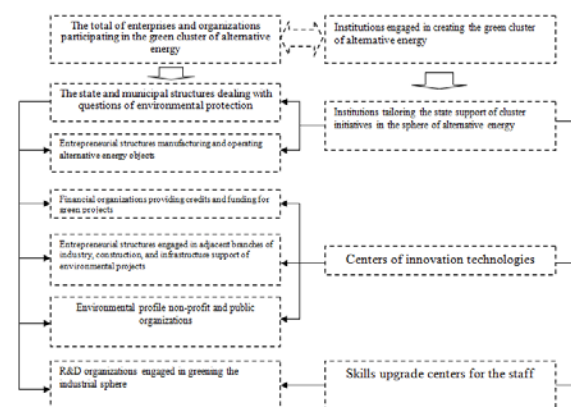 The total of enterprises and organizations
participating in the green cluster of alternative
energy
Institutions engaged in creating the green cluster
of alternative energy
The state and municipal structures dealing with
questions of environmental protection
Institutions tailoring the state support of cluster
initiatives in the sphere of alternative energy
Entrepreneurial structures manufacturing and operating
alternative energy objects
Financial organizations providing credits and funding for
green projects
Entrepreneurial structures engaged in adjacent branches of
industry, construction, and infrastructure support of
environmental projects
Centers of innovation technologies
Environmental profile non-profit and public
organizations
R&D organizations engaged in greening the
industrial sphere
Skills upgrade centers for the staff